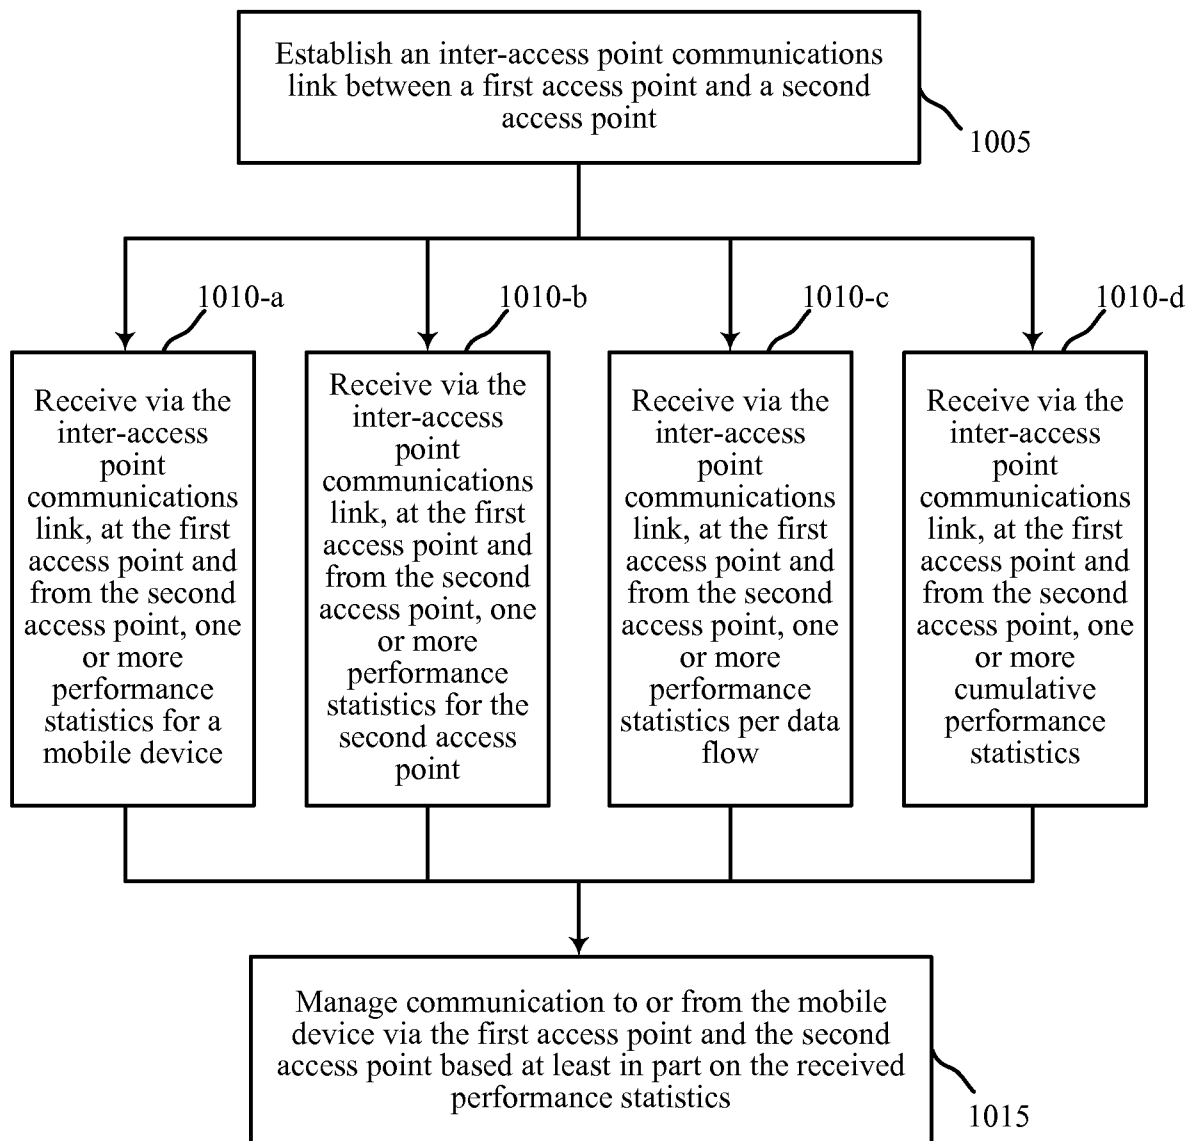 Establish an inter-access point communications
link between a first access point and a second
access point
1005
1010-a
1010-b
1010-c
1010-d
Receive via the
inter-access
point
communications
link, at the first
access point and
from the second
access point, one
or more
performance
statistics for a
mobile device
Receive via the
inter-access
point
communications
link, at the first
access point and
from the second
access point, one
or more
performance
statistics for the
second access
point
Receive via the
inter-access
point
communications
link, at the first
access point and
from the second
access point, one
or more
performance
statistics per data
flow
Receive via the
inter-access
point
communications
link, at the first
access point and
from the second
access point, one
or more
cumulative
performance
statistics
Manage communication to or from the mobile
device via the first access point and the second
access point based at least in part on the received
performance statistics
1015